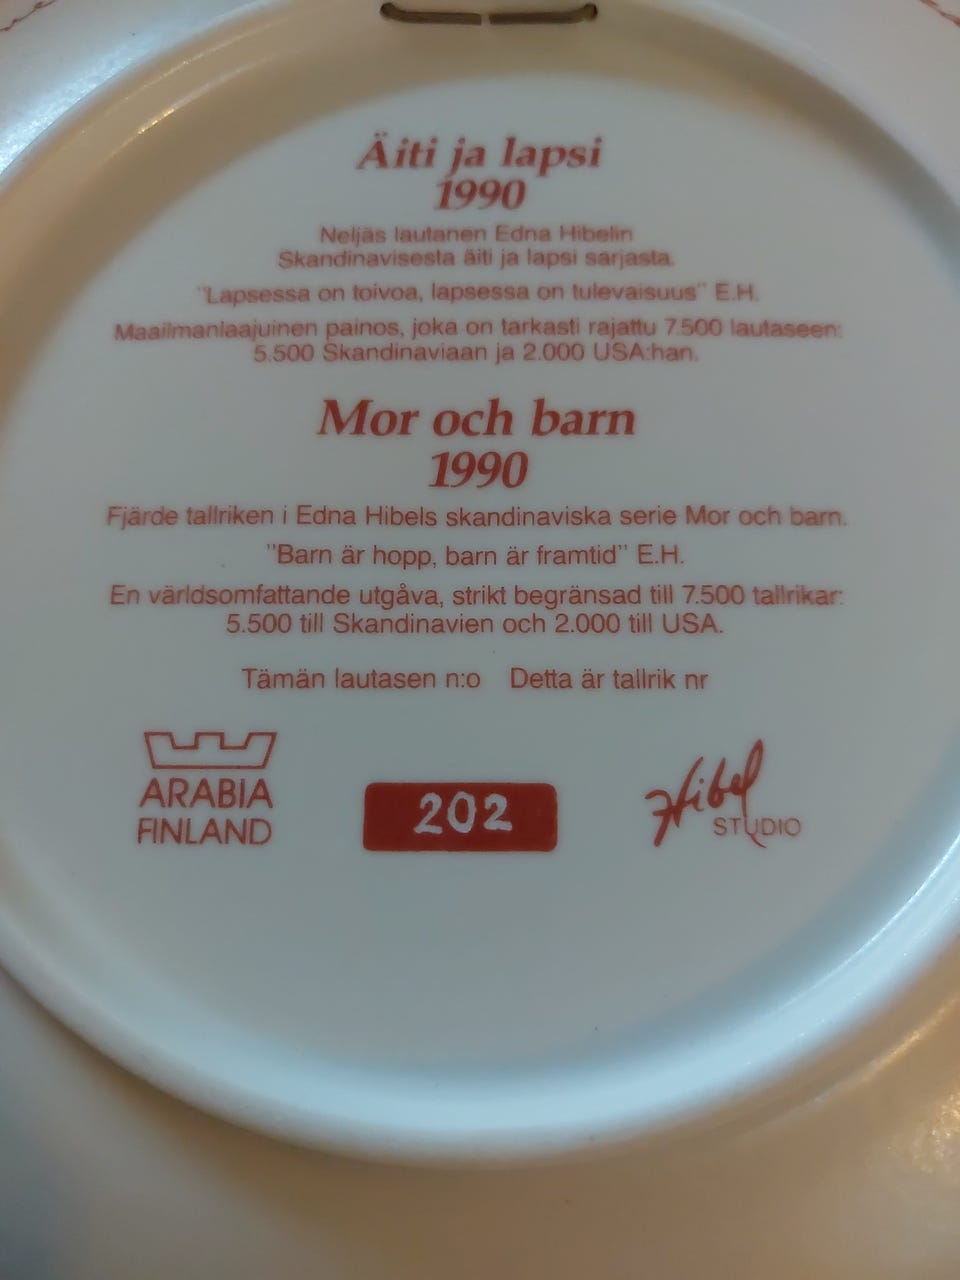 Äiti ja lapsi
1990
Neljäs lautanen Edna Hibelin
Skandinavisesta äiti ja lapsi sarjasta.
"Lapsessa on toivoa, lapsessa on tulevaisuus" E.H.
Maailmanlaajuinen painos, joka on tarkasti rajattu 7.500 lautaseen:
5.500 Skandinaviaan ja 2.000 USA:han.
Mor och barn
1990
Fjärde tallriken i Edna Hibels skandinaviska serie Mor och barn.
"Barn är hopp, barn är framtid" E.H.
En världsomfattande utgåva, strikt begränsad till 7.500 tallrikar:
5.500 till Skandinavien och 2.000 till USA.
Tämän lautasen n:o Detta är tallrik nr
ARABIA
FINLAND
202
Hibel
STUDIO